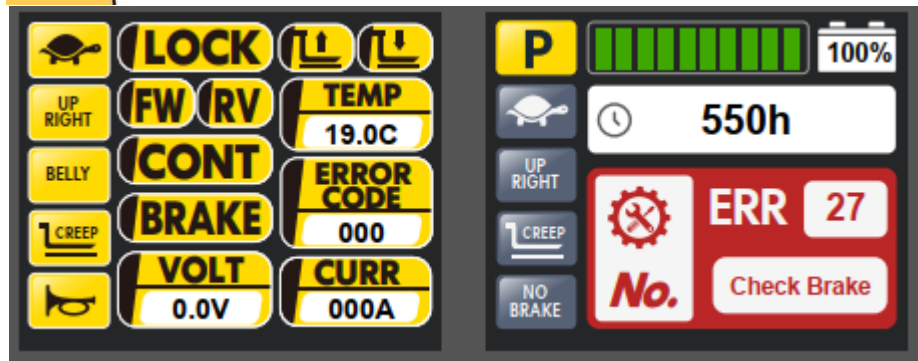 LOCK
UP
RIGHT
FW
RV
TEMP
19.0C
BELLY
CONT
ERROR
CODE
000
CREEP
BRAKE
VOLT
0.0V
CURR
000A
P
100%
550h
UP
RIGHT
CREEP
NO
BRAKE
ERR
27
No.
Check Brake